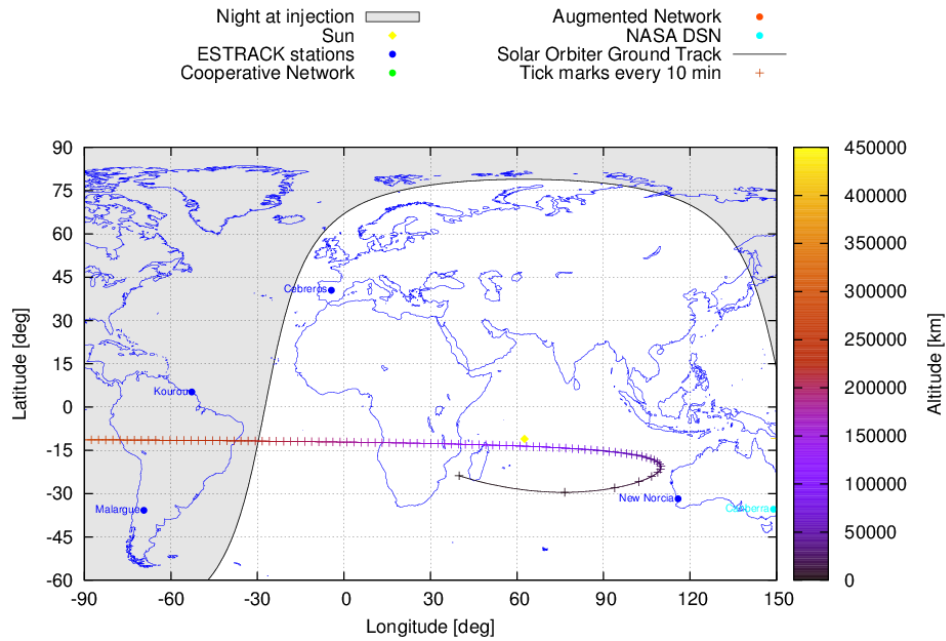 Night at injection
Sun
ESTRACK stations
Cooperative Network
Augmented Network
NASA DSN
Solar Orbiter Ground Track
Tick marks every 10 min
90
75
60
45
30
15
0
-15
-30
-45
-60
Latitude [deg]
-90
-60
-30
0
30
60
90
120
150
Longitude [deg]
Cebreros
Kourou
Malargue
New Norcia
Canberra
450000
400000
350000
300000
250000
200000
150000
100000
50000
0
Altitude [km]